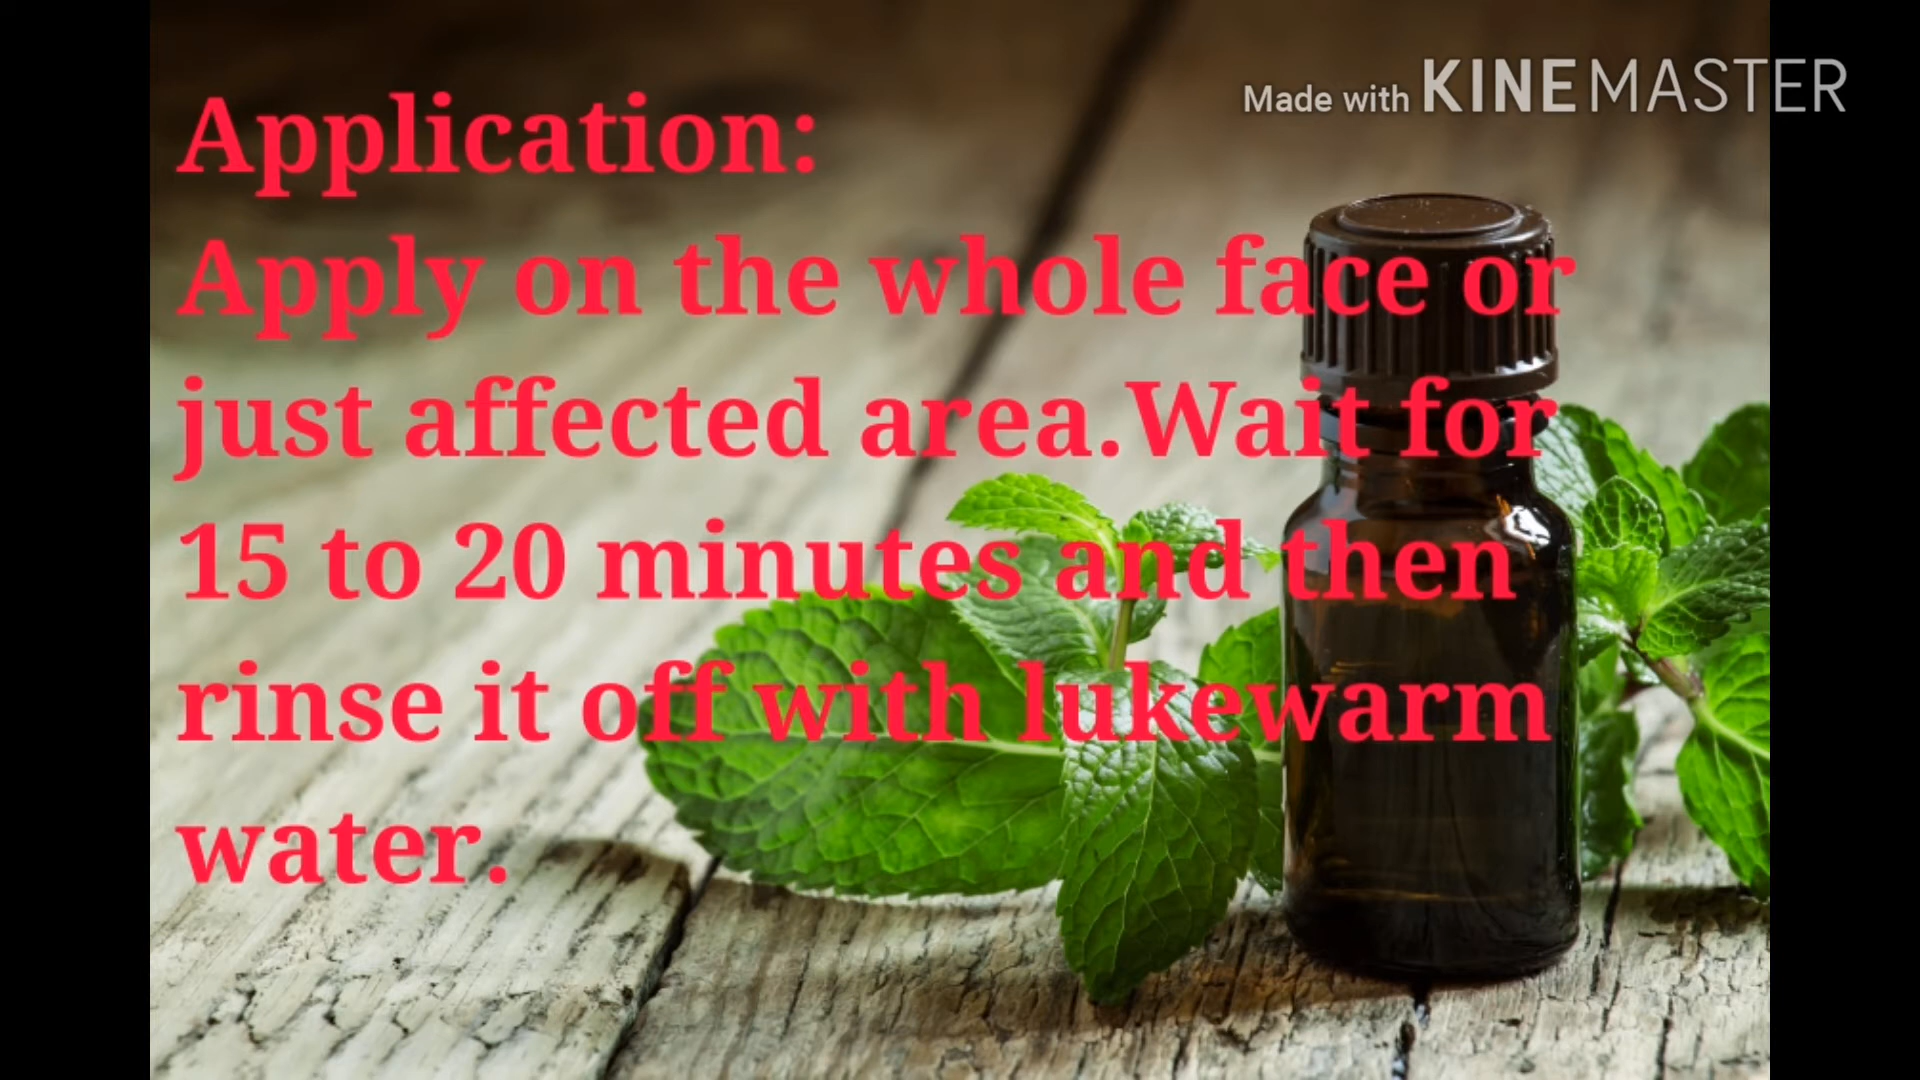 Made with KINEMASTER
Application:
Apply on the whole face or
just affected area.Wait for
15 to 20 minutes and then
rinse it off with lukewarm
water.